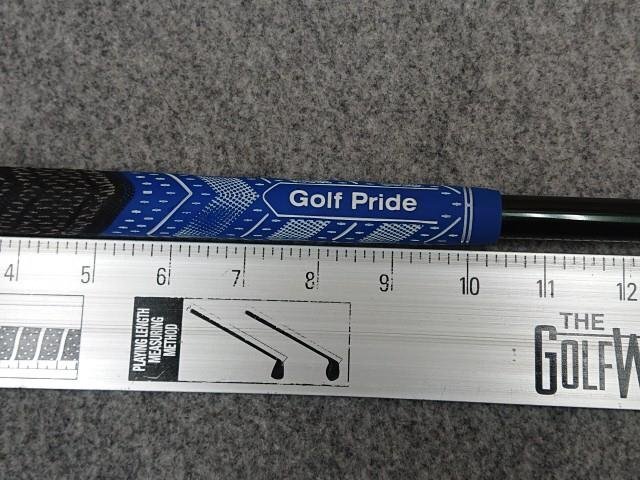 Golf Pride
4 5 6 7 8 9 10 11 12
PLAYING LENGTH
MEASURING
METHOD
THE
GOLFW